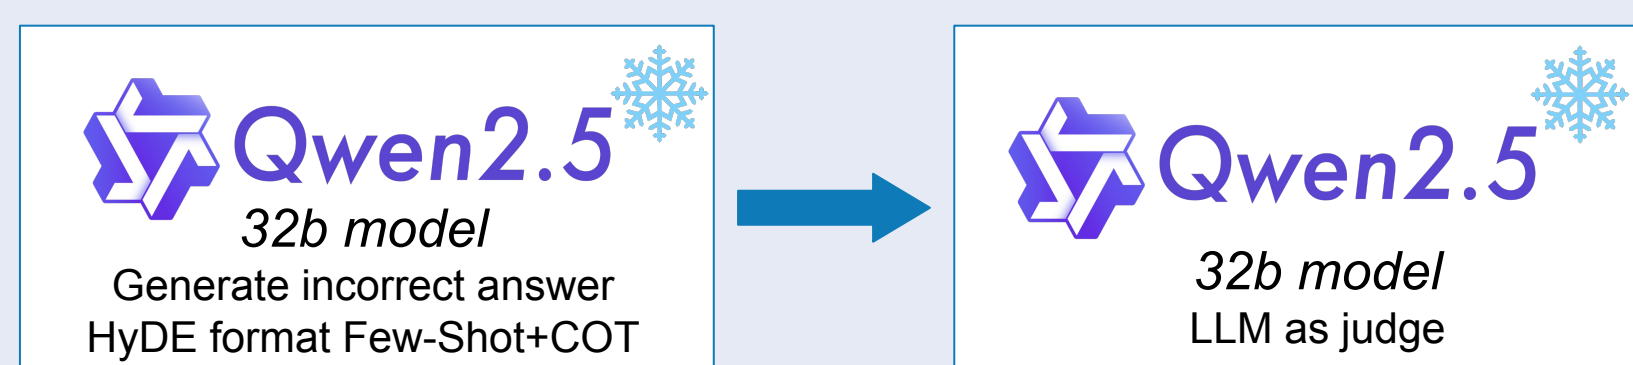 Qwen2.5
32b model
Generate incorrect answer
HyDE format Few-Shot+COT
Qwen2.5
32b model
LLM as judge